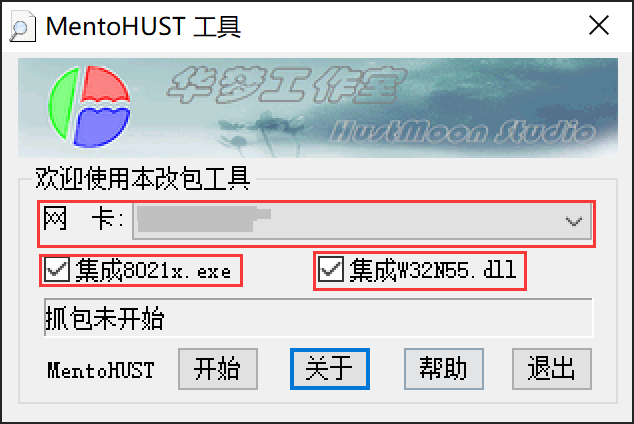 MentoHUST 工具
华梦工作室
HustMoon Studio
欢迎使用本改包工具
网 卡:
集成8021x.exe
集成W32N55.dll
抓包未开始
MentoHUST 开始 关于 帮助 退出